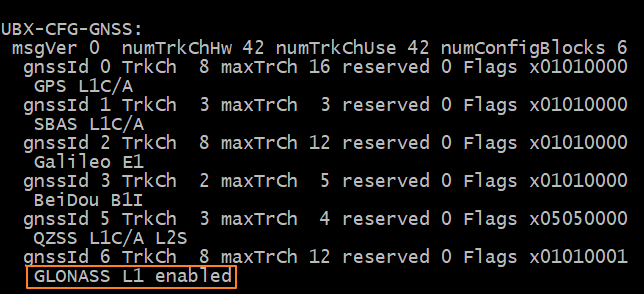 UBX-CFG-GNSS:
msgVer 0 numTrkChHw 42 numTrkChUse 42 numConfigBlocks 6
gnssId 0 TrkCh 8 maxTrCh 16 reserved 0 Flags x01010000
GPS L1C/A
gnssId 1 TrkCh 3 maxTrCh 3 reserved 0 Flags x01010000
SBAS L1C/A
gnssId 2 TrkCh 8 maxTrCh 12 reserved 0 Flags x01010000
Galileo E1
gnssId 3 TrkCh 2 maxTrCh 5 reserved 0 Flags x01010000
BeiDou B1I
gnssId 5 TrkCh 3 maxTrCh 4 reserved 0 Flags x05050000
QZSS L1C/A L2S
gnssId 6 TrkCh 8 maxTrCh 12 reserved 0 Flags x01010001
GLONASS L1 enabled